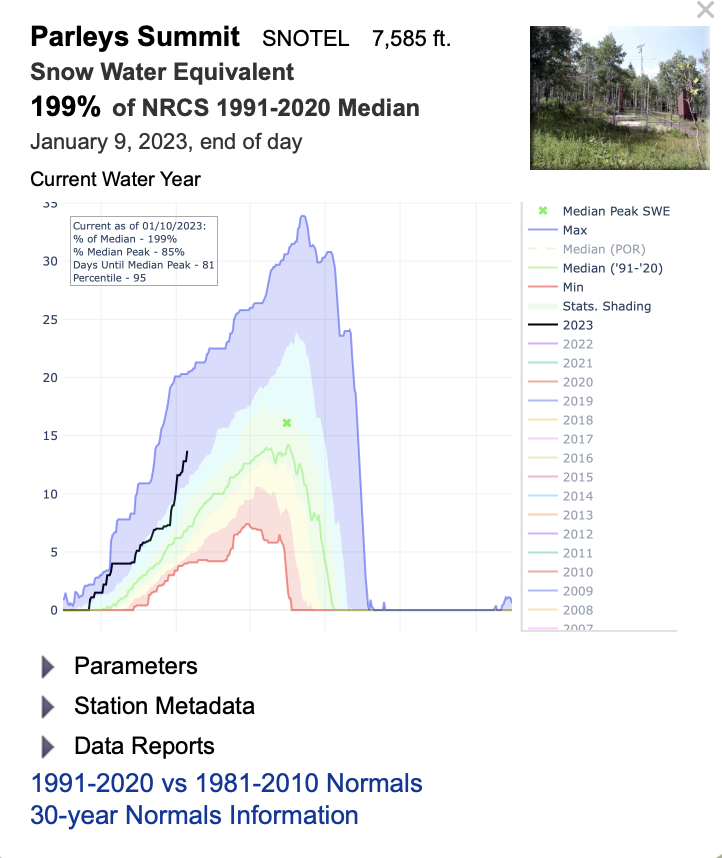 Parleys Summit SNOTEL 7,585 ft.
Snow Water Equivalent
199% of NRCS 1991-2020 Median
January 9, 2023, end of day
Current Water Year
35
30
25
20
15
10
5
0
Current as of 01/10/2023:
% of Median - 199%
% Median Peak - 85%
Days Until Median Peak - 81
Percentile - 95
Median Peak SWE
Max
Median (POR)
Median ('91-'20)
Min
Stats. Shading
2023
2022
2021
2020
2019
2018
2017
2016
2015
2014
2013
2012
2011
2010
2009
2008
2007
Parameters
Station Metadata
Data Reports
1991-2020 vs 1981-2010 Normals
30-year Normals Information